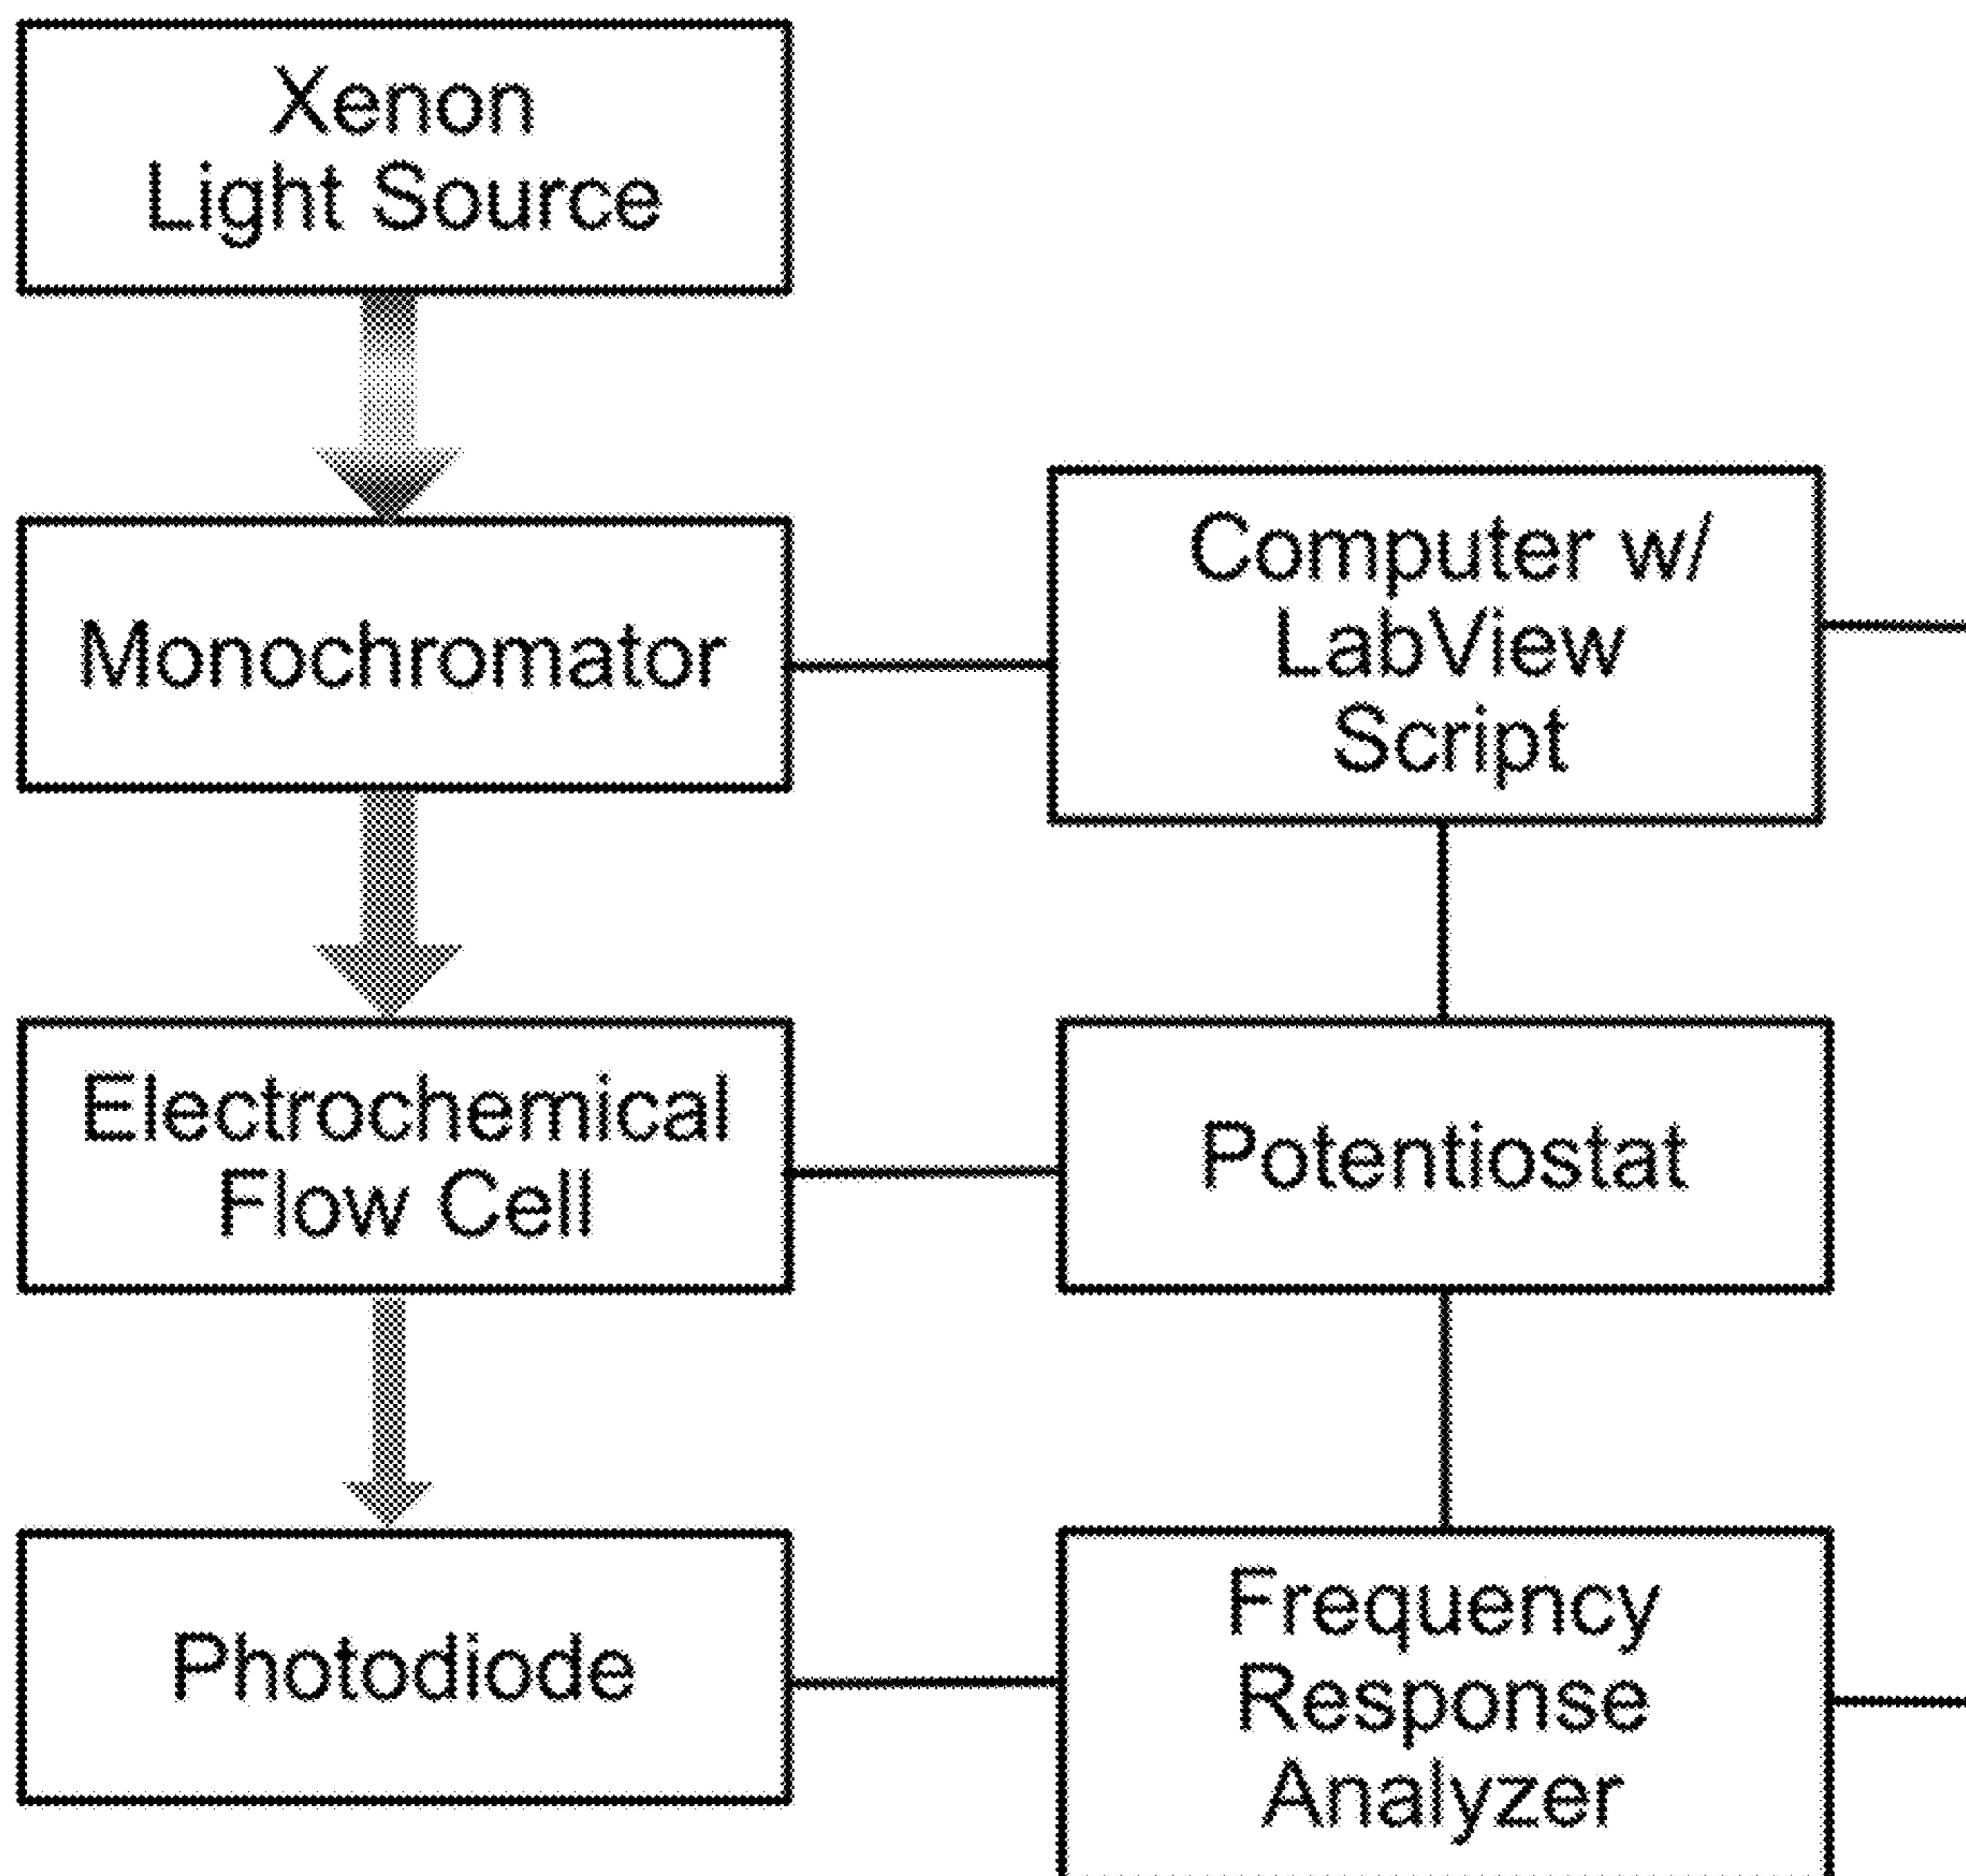 Xenon
Light Source
Monochromator
Computer w/
LabView
Script
Electrochemical
Flow Cell
Potentiostat
Photodiode
Frequency
Response
Analyzer